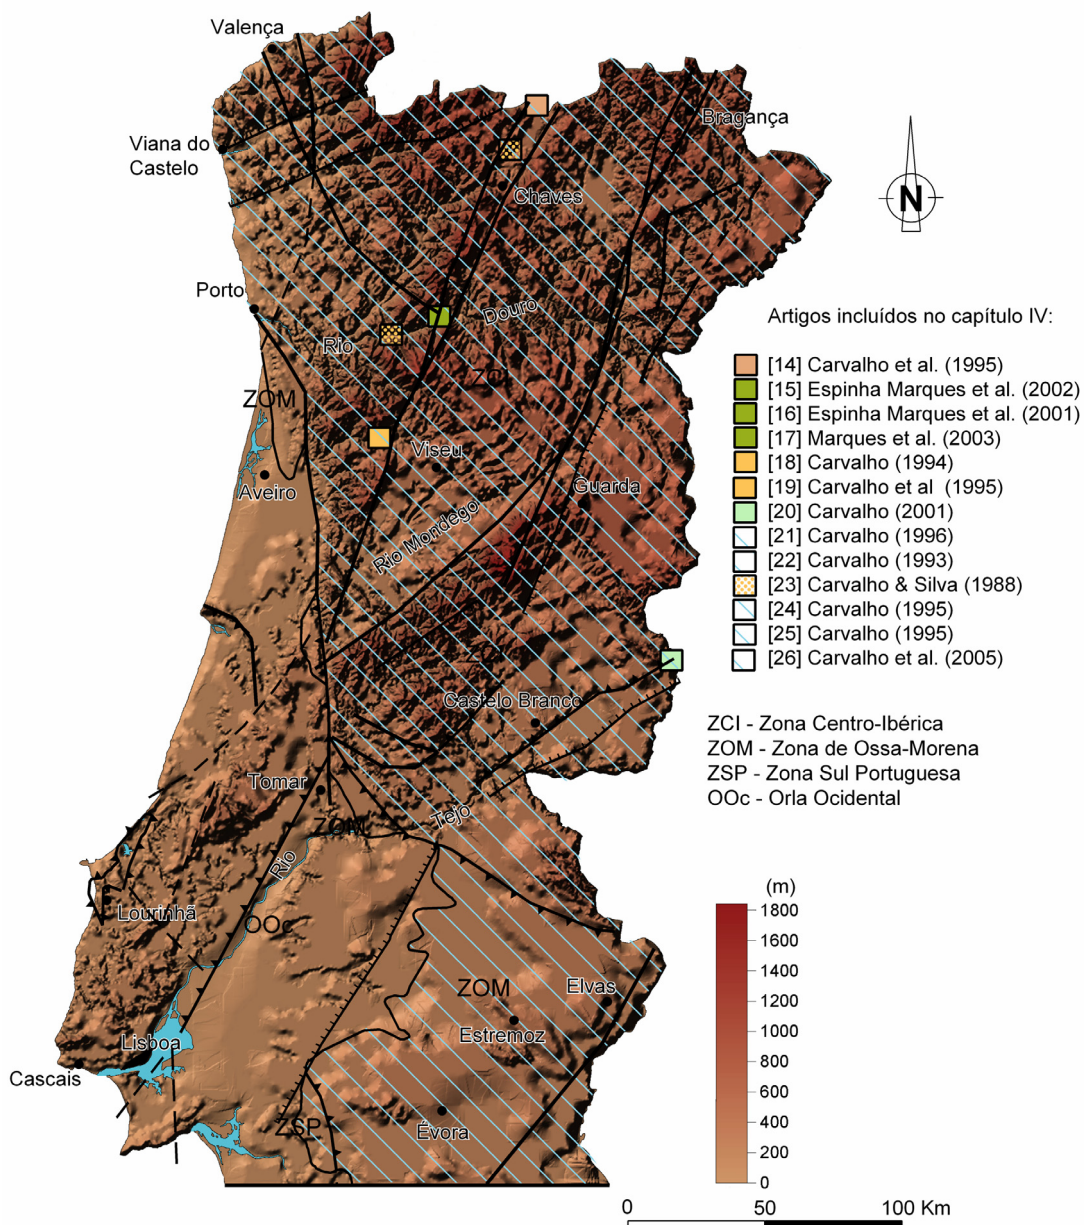 Valença
Bragança
Viana do
Castelo
N
Chaves
Porto
Douro
Rio
Artigos incluídos no capítulo IV:
ZCI
[14] Carvalho et al. (1995)
[15] Espinha Marques et al. (2002)
ZOM
[16] Espinha Marques et al. (2001)
[17] Marques et al. (2003)
Viseu
[18] Carvalho (1994)
Aveiro
Guarda
[19] Carvalho et al (1995)
[20] Carvalho (2001)
Rio Mondego
[21] Carvalho (1996)
[22] Carvalho (1993)
[23] Carvalho & Silva (1988)
[24] Carvalho (1995)
[25] Carvalho (1995)
[26] Carvalho et al. (2005)
Castelo Branco
ZCI - Zona Centro-Ibérica
ZOM - Zona de Ossa-Morena
ZSP - Zona Sul Portuguesa
OOc - Orla Ocidental
Tomar
Tejo
ZOM
Rio
(m)
1800
1600
1400
1200
1000
800
600
400
200
0
Lourinhã
OOc
ZOM
Elvas
Estremoz
Lisboa
Cascais
ZSP
Évora
0 50 100 Km